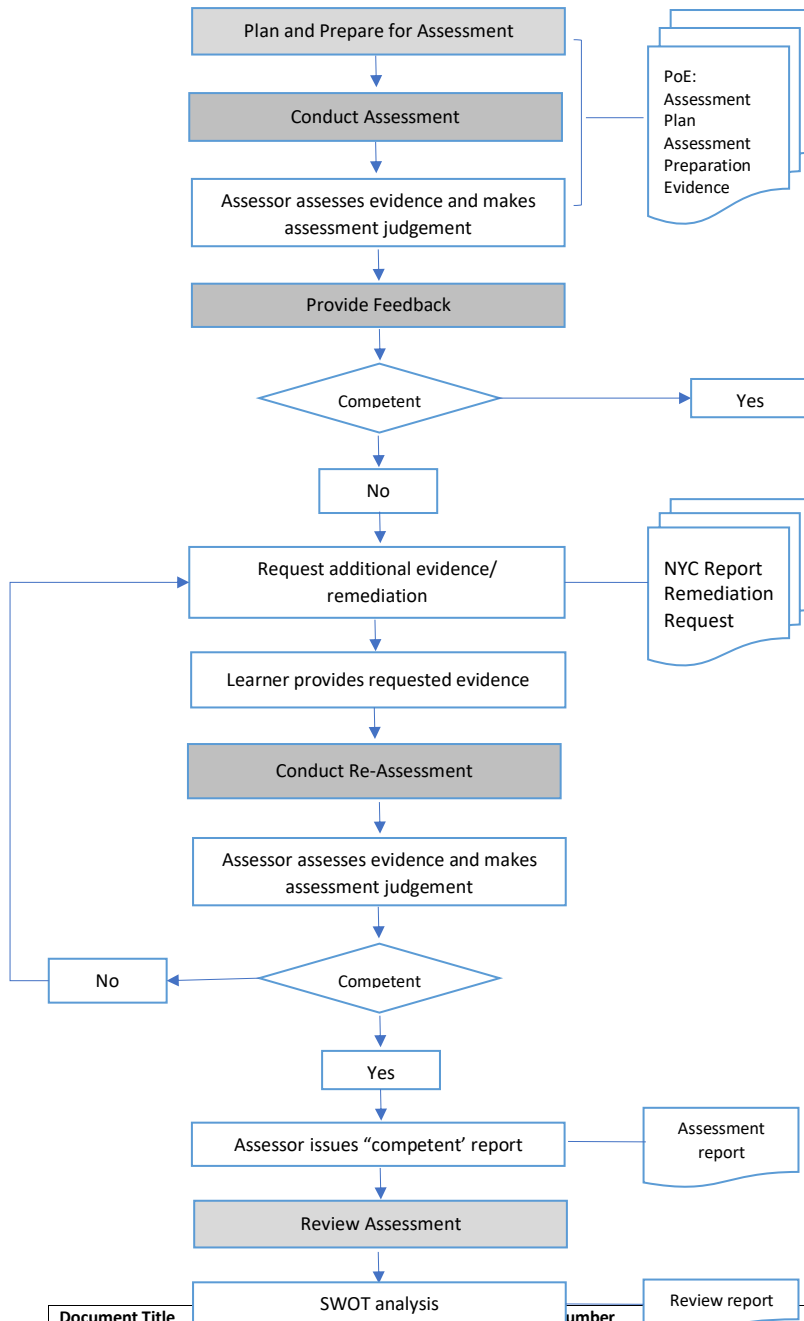 Plan and Prepare for Assessment
PoE:
Assessment
Plan
Assessment
Preparation
Evidence
Conduct Assessment
Assessor assesses evidence and makes
assessment judgement
Provide Feedback
Competent
Yes
No
Request additional evidence/
remediation
NYC Report
Remediation
Request
Learner provides requested evidence
Conduct Re-Assessment
Assessor assesses evidence and makes
assessment judgement
Competent
No
Yes
Assessor issues “competent’ report
Assessment
report
Review Assessment
SWOT analysis
Review report
Document Title
umber